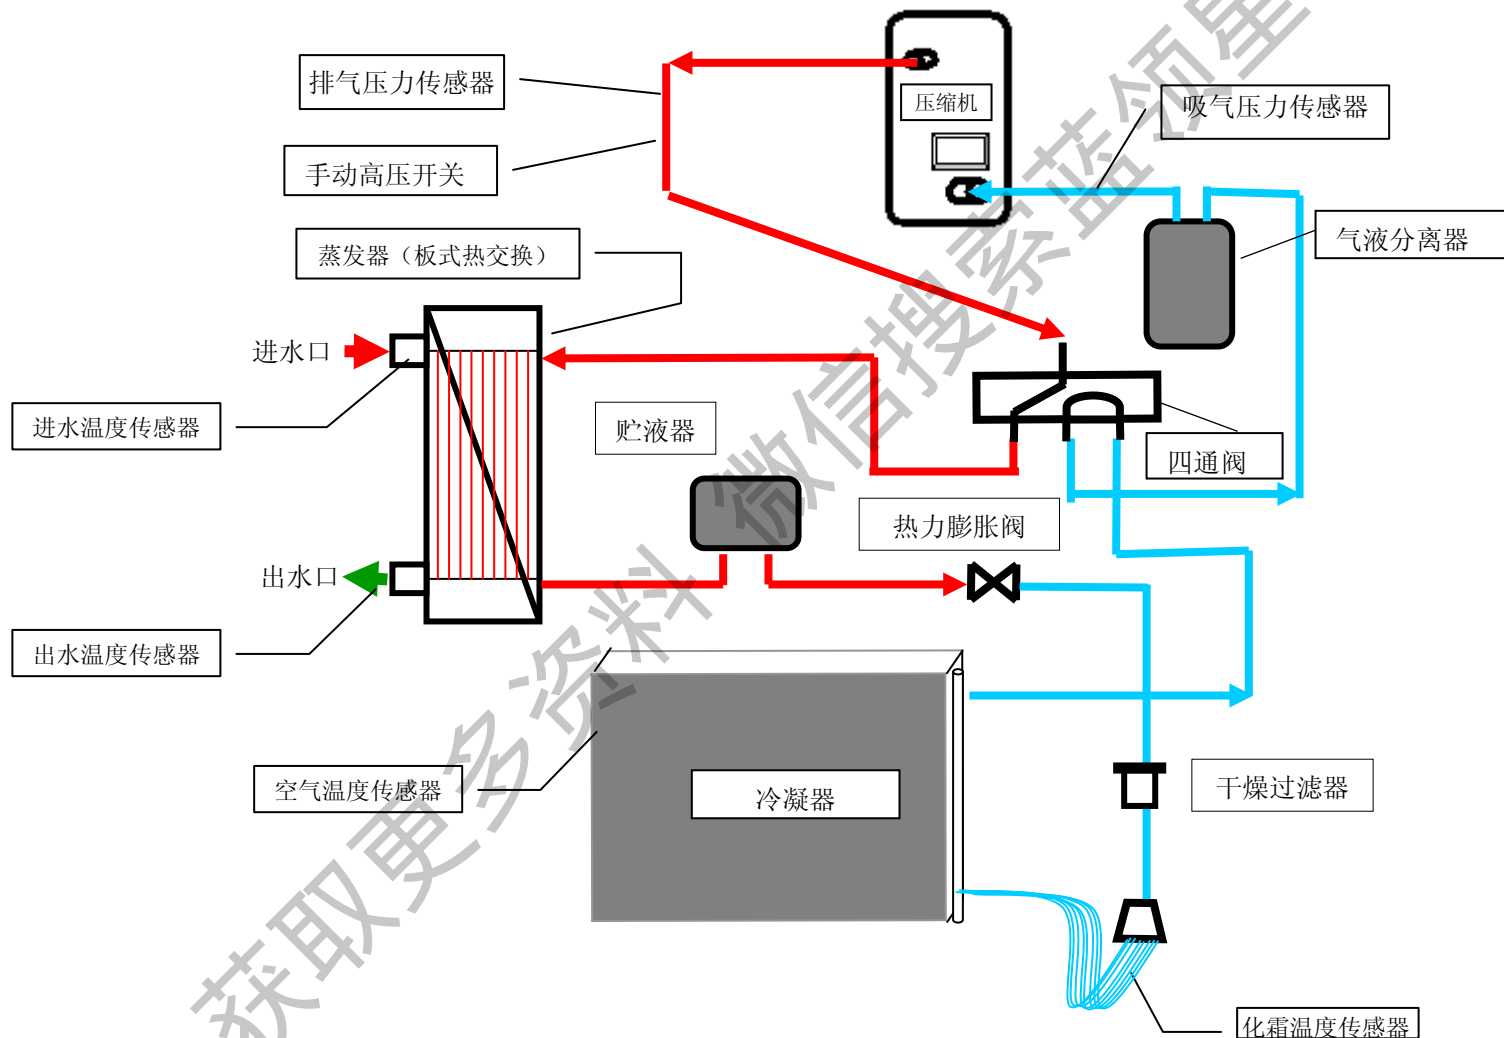 排气压力传感器
压缩机
吸气压力传感器
手动高压开关
气液分离器
蒸发器（板式热交换）
进水口
进水温度传感器
贮液器
四通阀
热力膨胀阀
出水口
出水温度传感器
空气温度传感器
冷凝器
干燥过滤器
化霜温度传感器
获取更多资料 微信搜索蓝领星